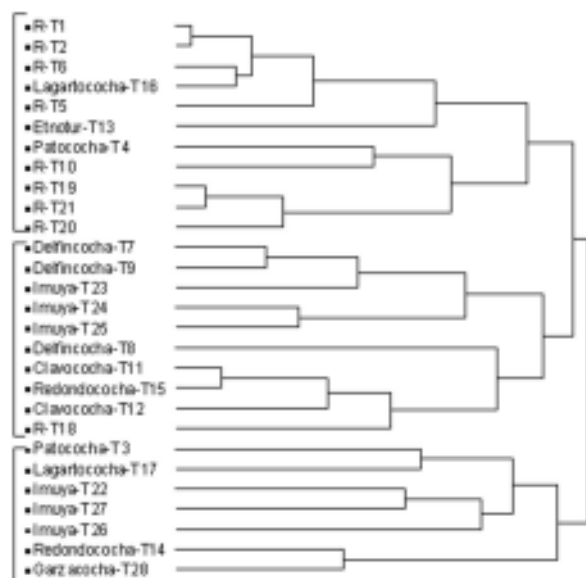 R-T1
R-T2
R-T6
Lagartococha-T16
R-T5
Etnotur-T13
Patococha-T4
R-T10
R-T19
R-T21
R-T20
Delfincocha-T7
Delfincocha-T9
Imuya-T23
Imuya-T24
Imuya-T25
Delfincocha-T8
Clavococha-T11
Redondococha-T15
Clavococha-T12
R-T18
Patococha-T3
Lagartococha-T17
Imuya-T22
Imuya-T27
Imuya-T26
Redondococha-T14
Garzacocha-T28